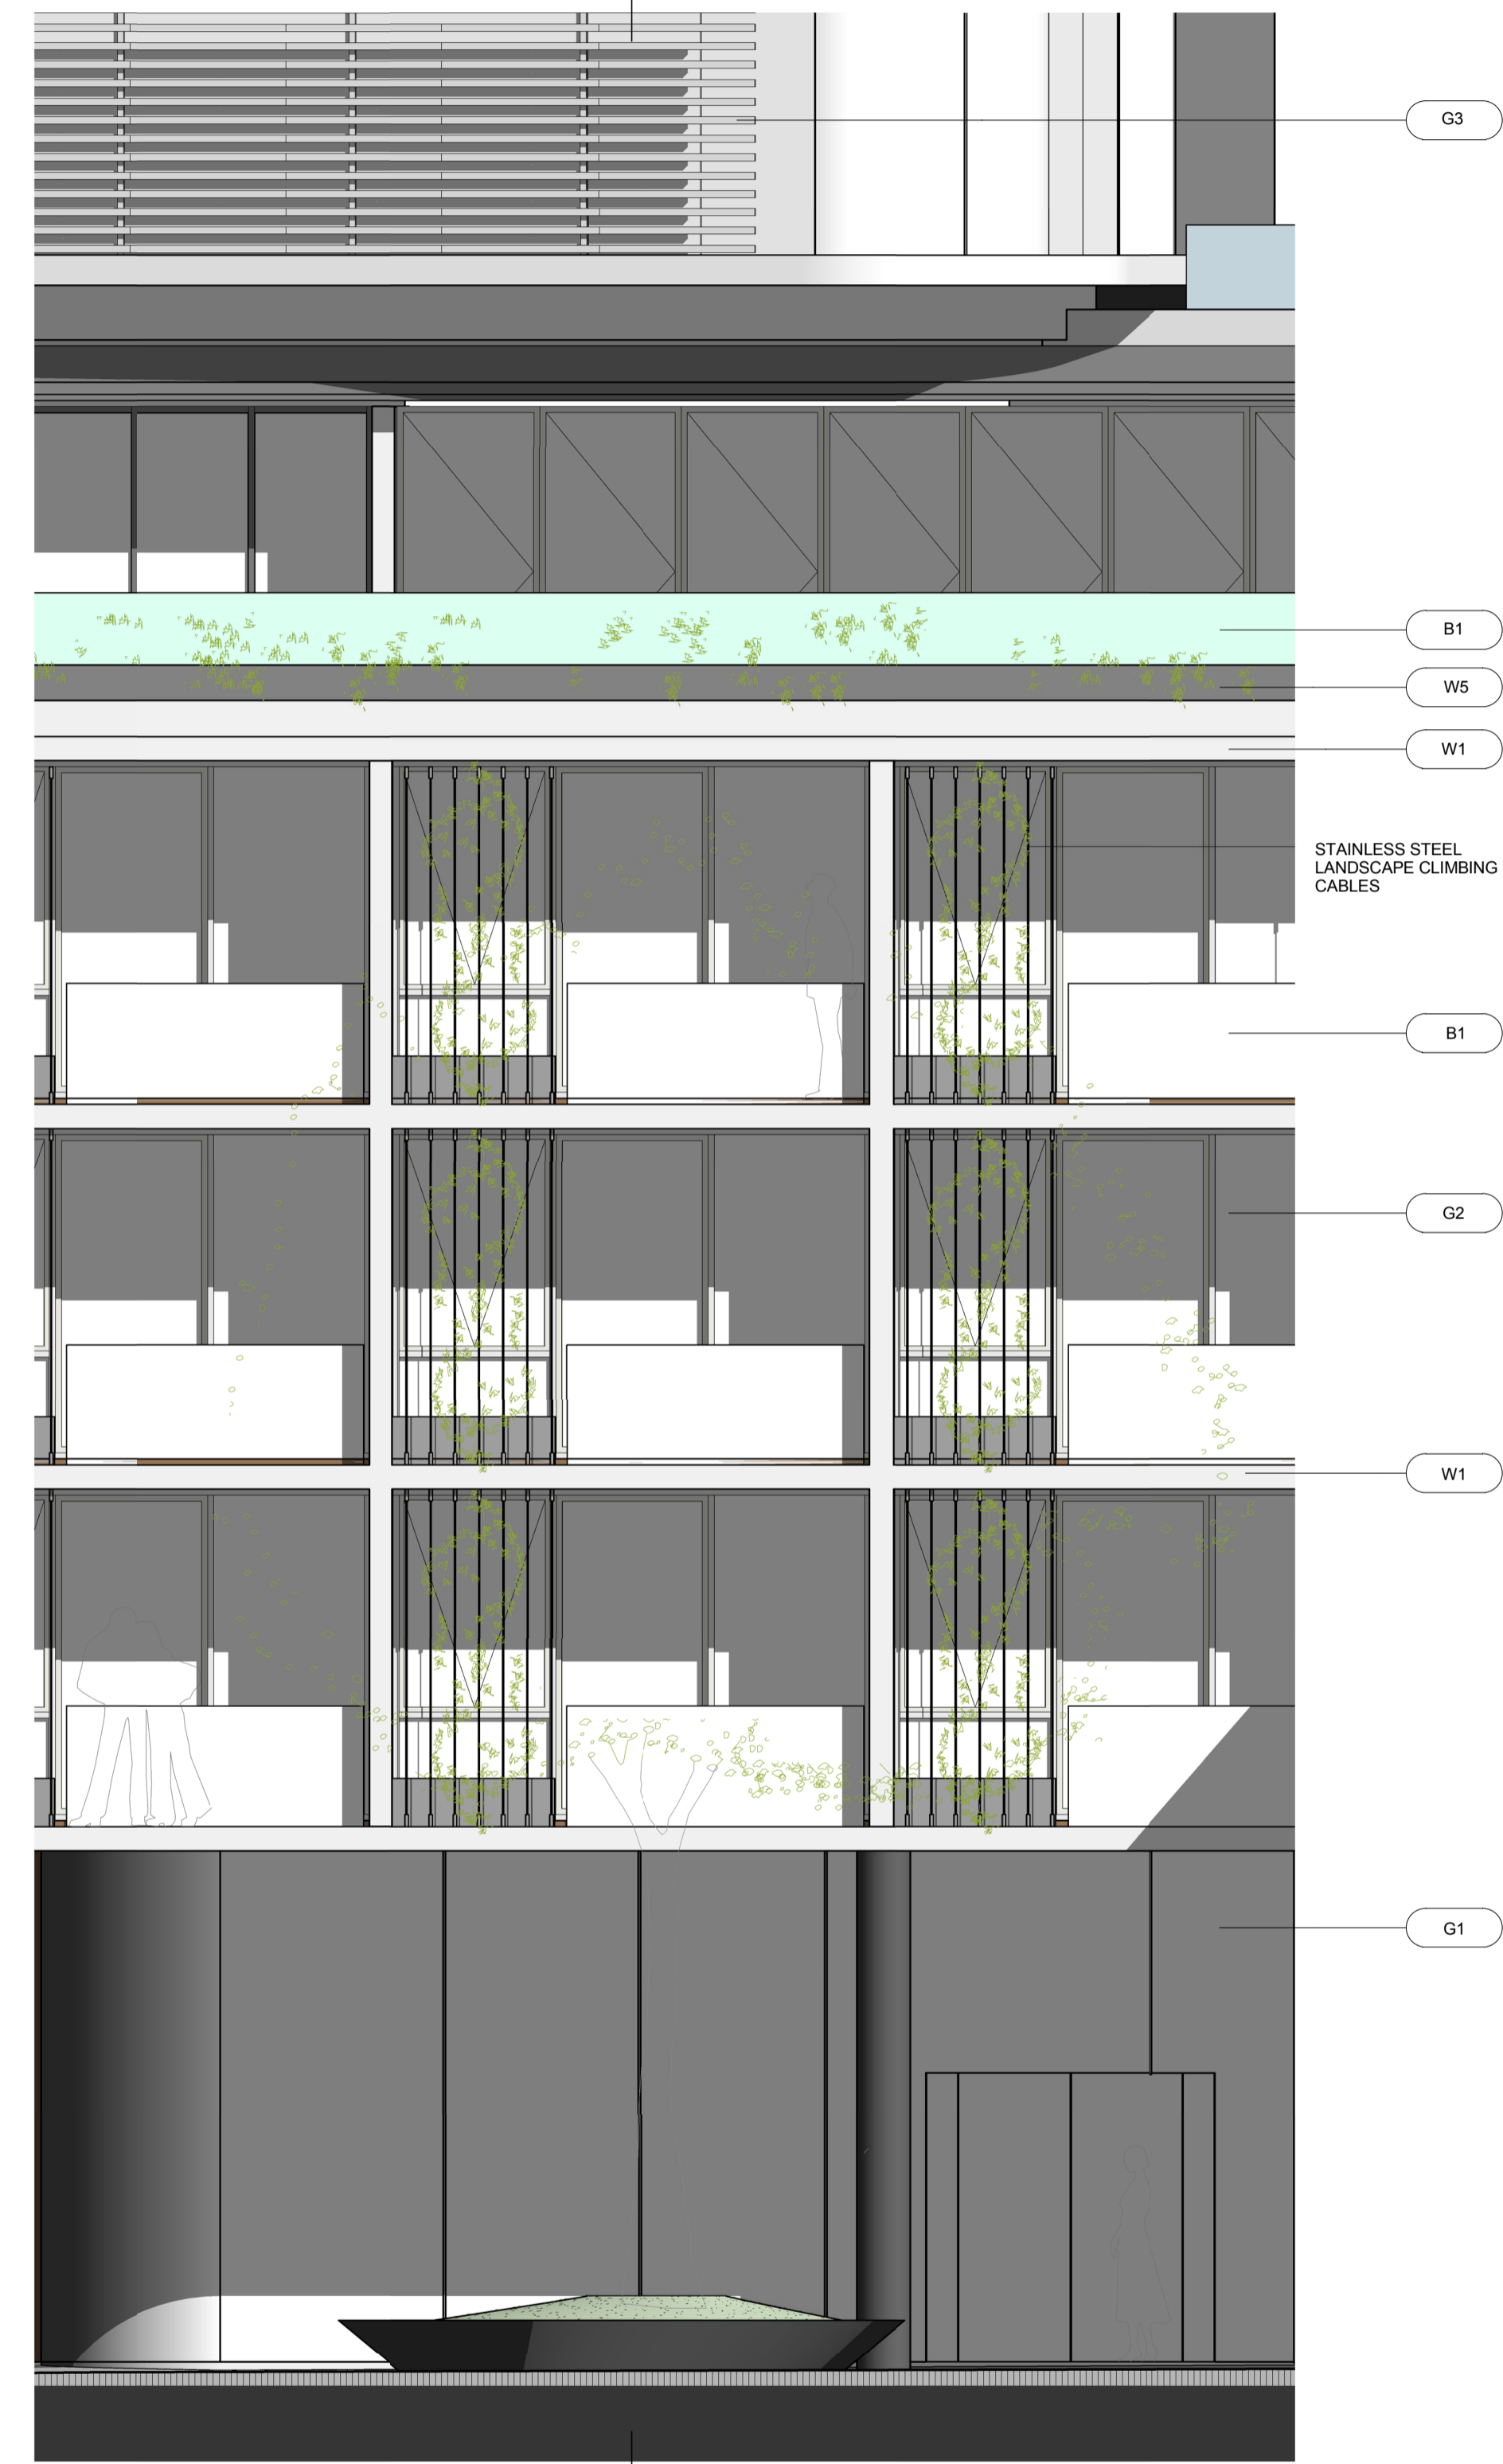 G3
B1
W5
W1
STAINLESS STEEL
LANDSCAPE CLIMBING
CABLES
B1
G2
W1
G1